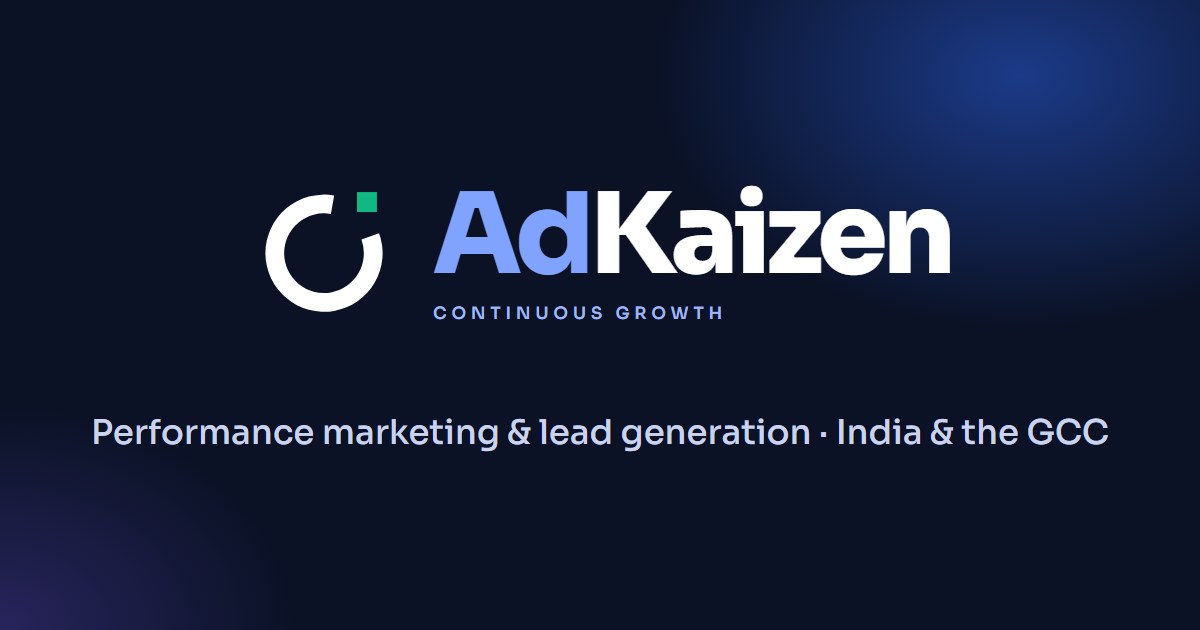 AdKaizen
CONTINUOUS GROWTH
Performance marketing & lead generation · India & the GCC